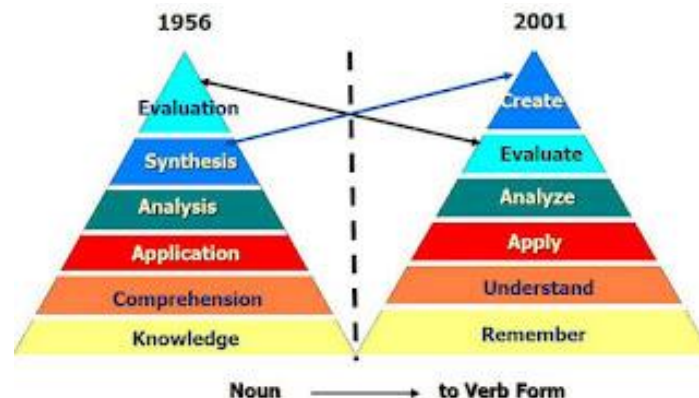 1956
2001
Evaluation
Synthesis
Analysis
Application
Comprehension
Knowledge
Create
Evaluate
Analyze
Apply
Understand
Remember
Noun to Verb Form